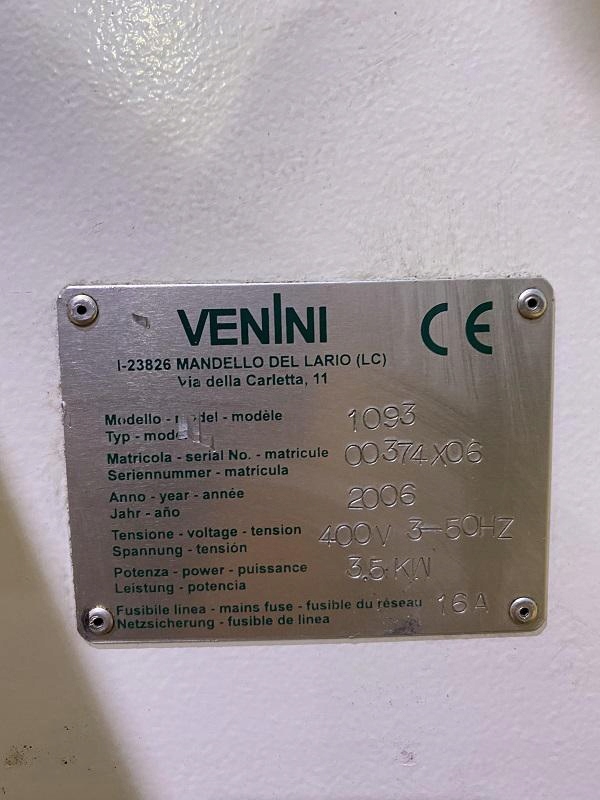 VENINI
CE
I-23826 MANDELLO DEL LARIO (LC)
Via della Carletta, 11
Modello - model - modèle 1093
Typ - mode
Matricola - serial No. - matricule 00374X06
Seriennummer - matricula
Anno - year - année 2006
Jahr - año
Tensione - voltage - tension 400V 3-50HZ
Spannung - tensión
Potenza - power - puissance 3.5 KW
Leistung - potencia
Fusibile linea - mains fuse - fusible du réseau 16A
Netzsicherung - fusible de linea